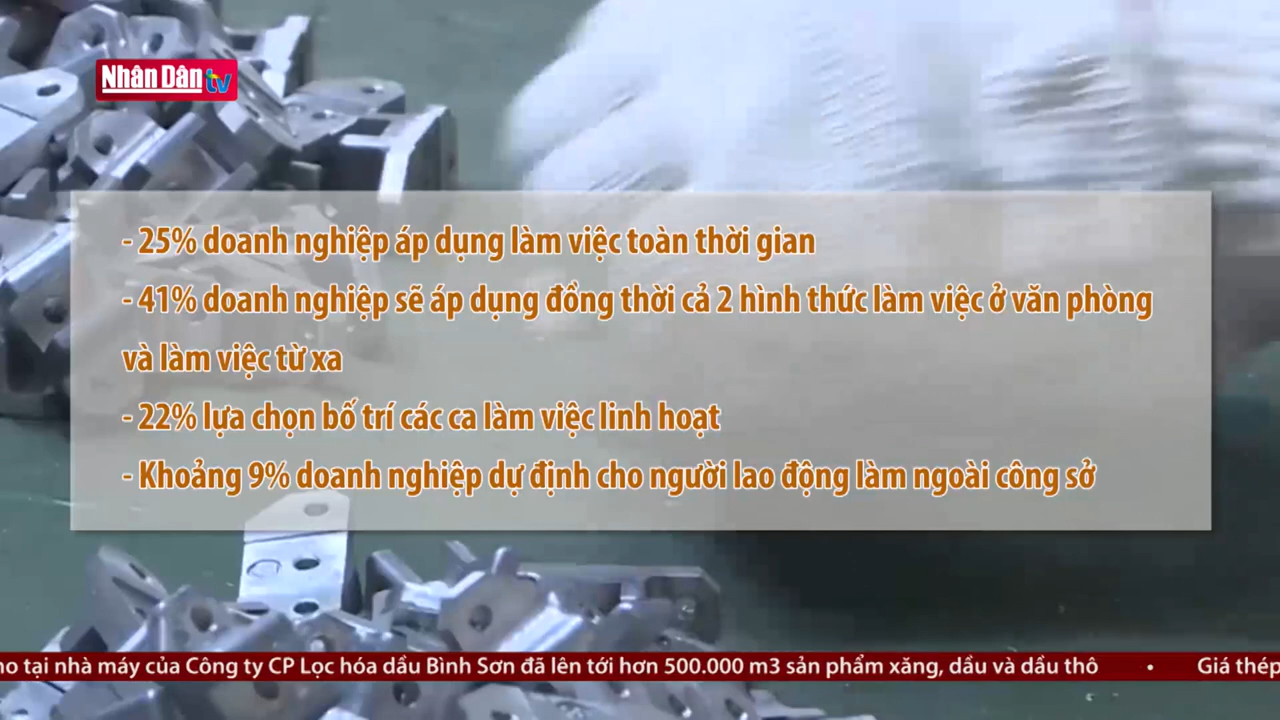 Nhân Dân tv
- 25% doanh nghiệp áp dụng làm việc toàn thời gian
- 41% doanh nghiệp sẽ áp dụng đồng thời cả 2 hình thức làm việc ở văn phòng
và làm việc từ xa
- 22% lựa chọn bố trí các ca làm việc linh hoạt
- Khoảng 9% doanh nghiệp dự định cho người lao động làm ngoài công sở
tại nhà máy của Công ty CP Lọc hóa dầu Bình Sơn đã lên tới hơn 500.000 m3 sản phẩm xăng, dầu và dầu thô • Giá thép